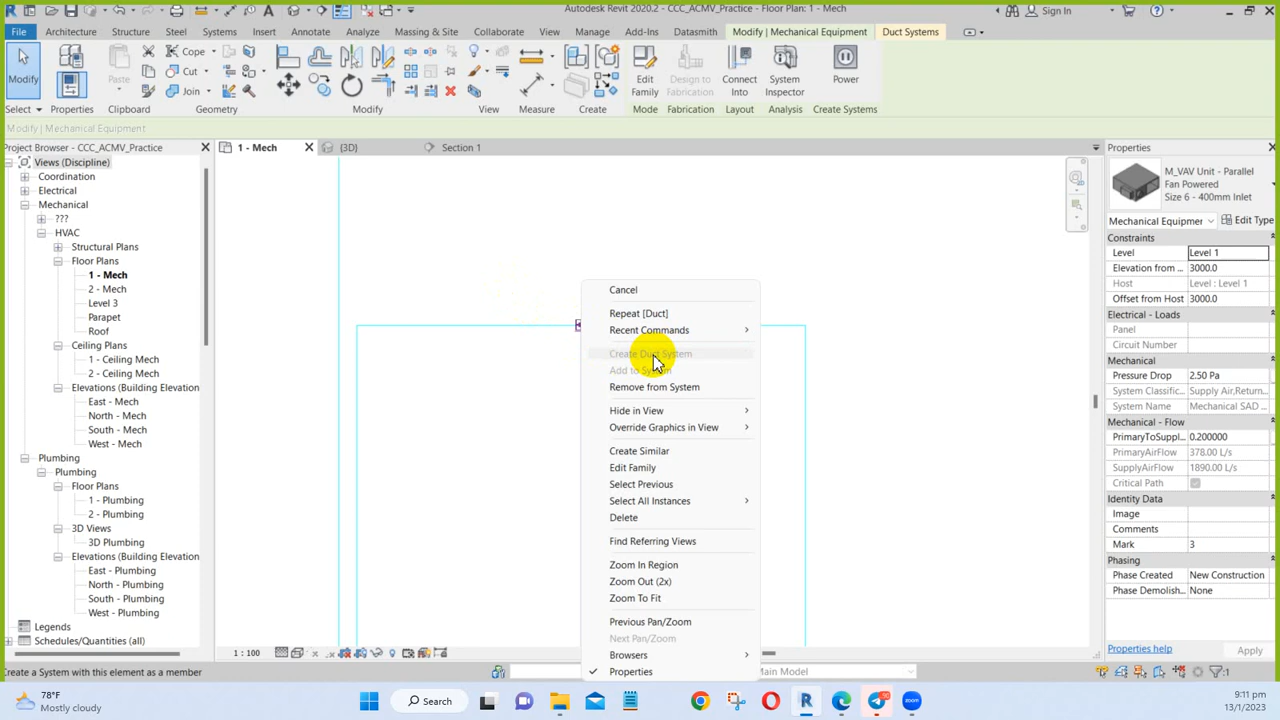 Autodesk Revit 2020.2 - CCC_ACMV_Practice - Floor Plan: 1 - Mech
Sign In
File
Architecture
Structure
Steel
Systems
Insert
Annotate
Analyze
Massing & Site
Collaborate
View
Manage
Add-Ins
Datasmith
Modify | Mechanical Equipment
Duct Systems
Modify
Properties
Paste
Cope
Cut
Join
Edit Family
Design to Fabrication
Connect Into
System Inspector
Power
Select
Properties
Clipboard
Geometry
Modify
View
Measure
Create
Mode
Fabrication
Layout
Analysis
Create Systems
Modify | Mechanical Equipment
Project Browser - CCC_ACMV_Practice
Views (Discipline)
Coordination
Electrical
Mechanical
???
HVAC
Structural Plans
Floor Plans
1 - Mech
2 - Mech
Level 3
Parapet
Roof
Ceiling Plans
1 - Ceiling Mech
2 - Ceiling Mech
Elevations (Building Elevation
East - Mech
North - Mech
South - Mech
West - Mech
Plumbing
Plumbing
Floor Plans
1 - Plumbing
2 - Plumbing
3D Views
3D Plumbing
Elevations (Building Elevation
East - Plumbing
North - Plumbing
South - Plumbing
West - Plumbing
Legends
Schedules/Quantities (all)
1 - Mech
{3D}
Section 1
Cancel
Repeat [Duct]
Recent Commands
Create Duct System
Add to System
Remove from System
Hide in View
Override Graphics in View
Create Similar
Edit Family
Select Previous
Select All Instances
Delete
Find Referring Views
Zoom In Region
Zoom Out (2x)
Zoom To Fit
Previous Pan/Zoom
Next Pan/Zoom
Browsers
Properties
Properties
M_VAV Unit - Parallel
Fan Powered
Size 6 - 400mm Inlet
Mechanical Equipmer
Edit Type
Constraints
Level Level 1
Elevation from ... 3000.0
Host Level : Level 1
Offset from Host 3000.0
Electrical - Loads
Panel
Circuit Number
Mechanical
Pressure Drop 2.50 Pa
System Classific... Supply Air,Return...
System Name Mechanical SAD ...
Mechanical - Flow
PrimaryToSuppl... 0.200000
PrimaryAirFlow 378.00 L/s
SupplyAirFlow 1890.00 L/s
Critical Path
Identity Data
Image
Comments
Mark 3
Phasing
Phase Created New Construction
Phase Demolish... None
Properties help
Apply
1 : 100
Create a System with this element as a member
Main Model
:1
78°F
Mostly cloudy
Search
9:11 pm
13/1/2023